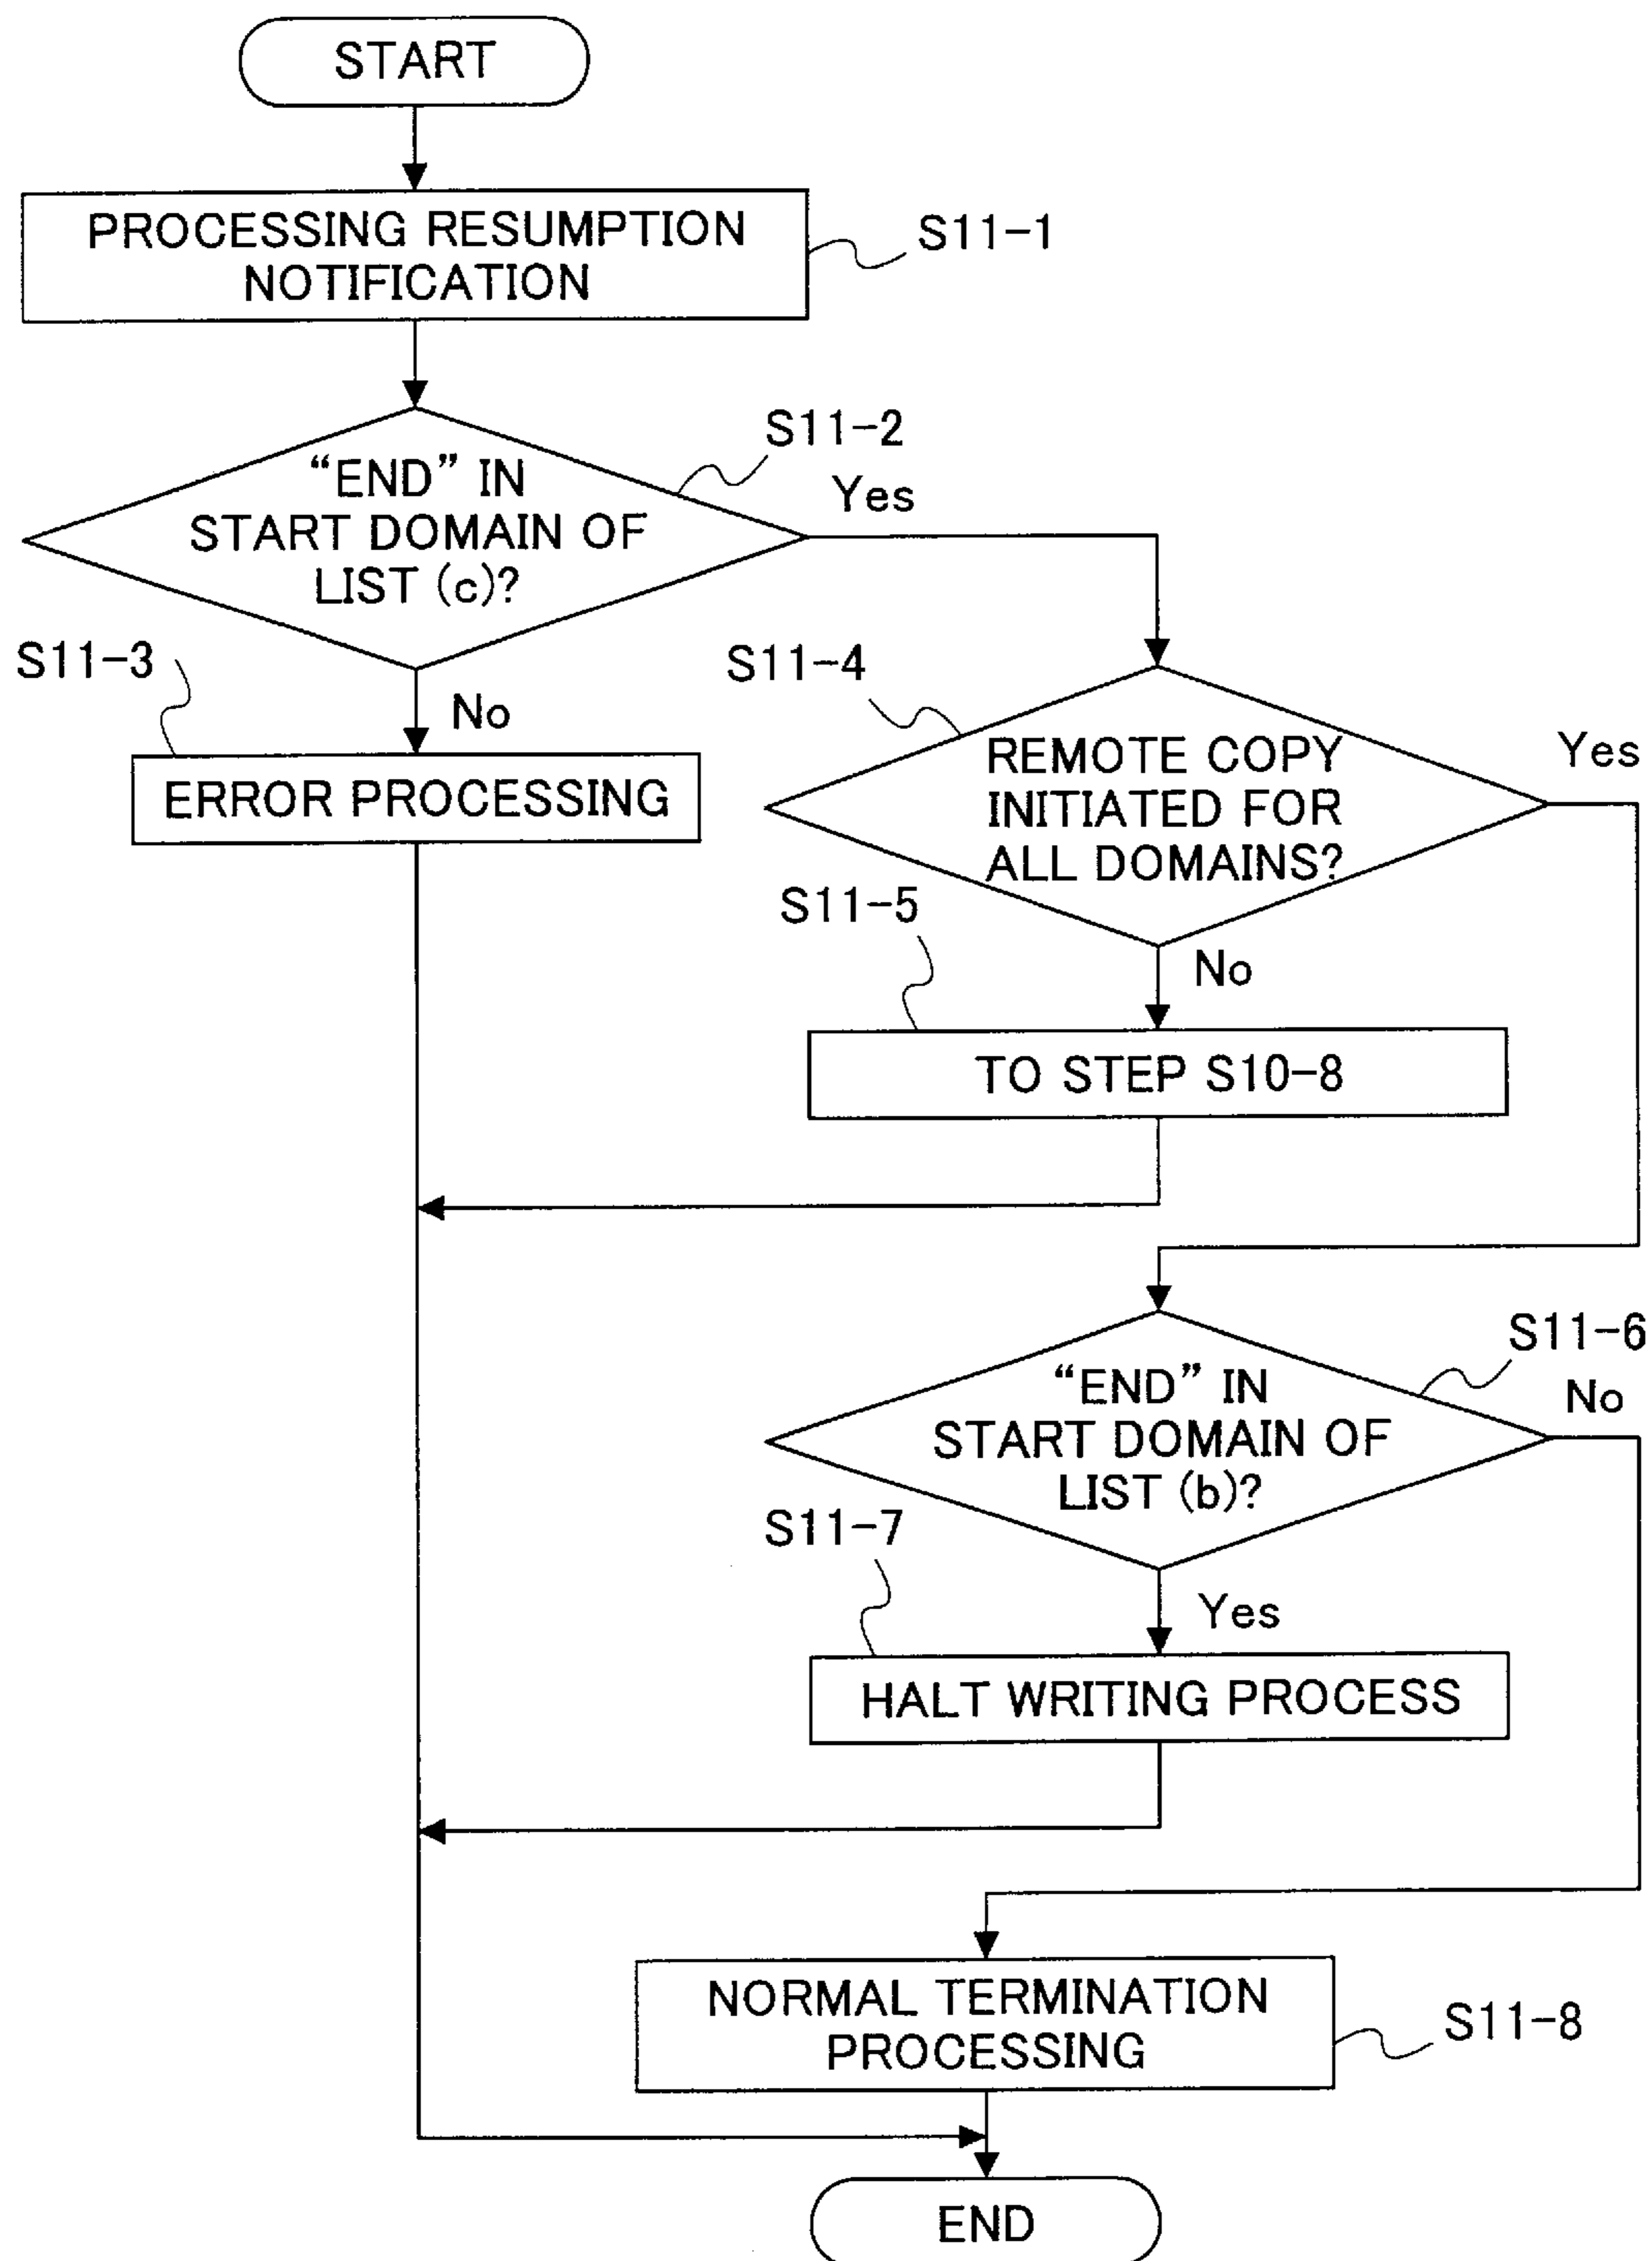 START
PROCESSING RESUMPTION
NOTIFICATION
S11-1
S11-2
“END” IN
START DOMAIN OF
LIST (c)?
Yes
S11-3
No
ERROR PROCESSING
S11-4
REMOTE COPY
INITIATED FOR
ALL DOMAINS?
Yes
S11-5
No
TO STEP S10-8
S11-6
“END” IN
START DOMAIN OF
LIST (b)?
No
S11-7
Yes
HALT WRITING PROCESS
NORMAL TERMINATION
PROCESSING
S11-8
END